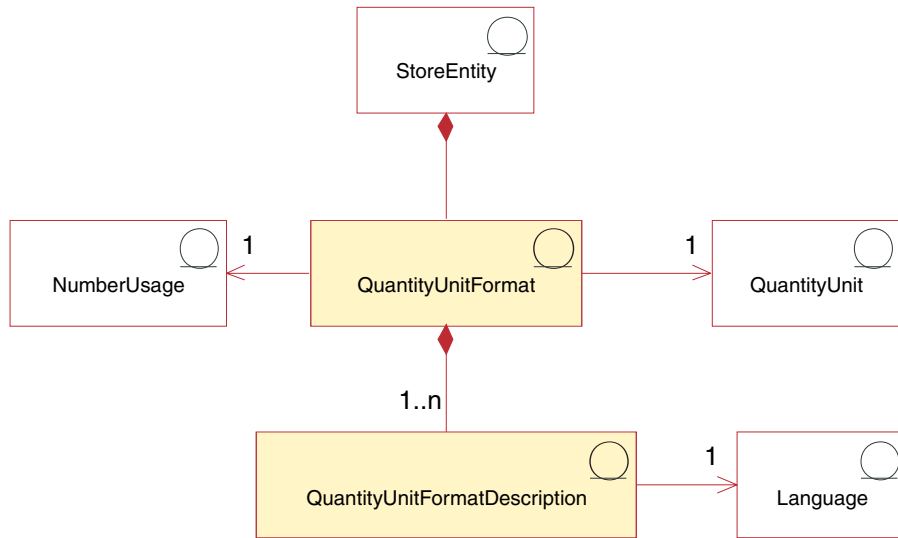 StoreEntity
1
1
NumberUsage
QuantityUnitFormat
QuantityUnit
1..n
1
QuantityUnitFormatDescription
Language